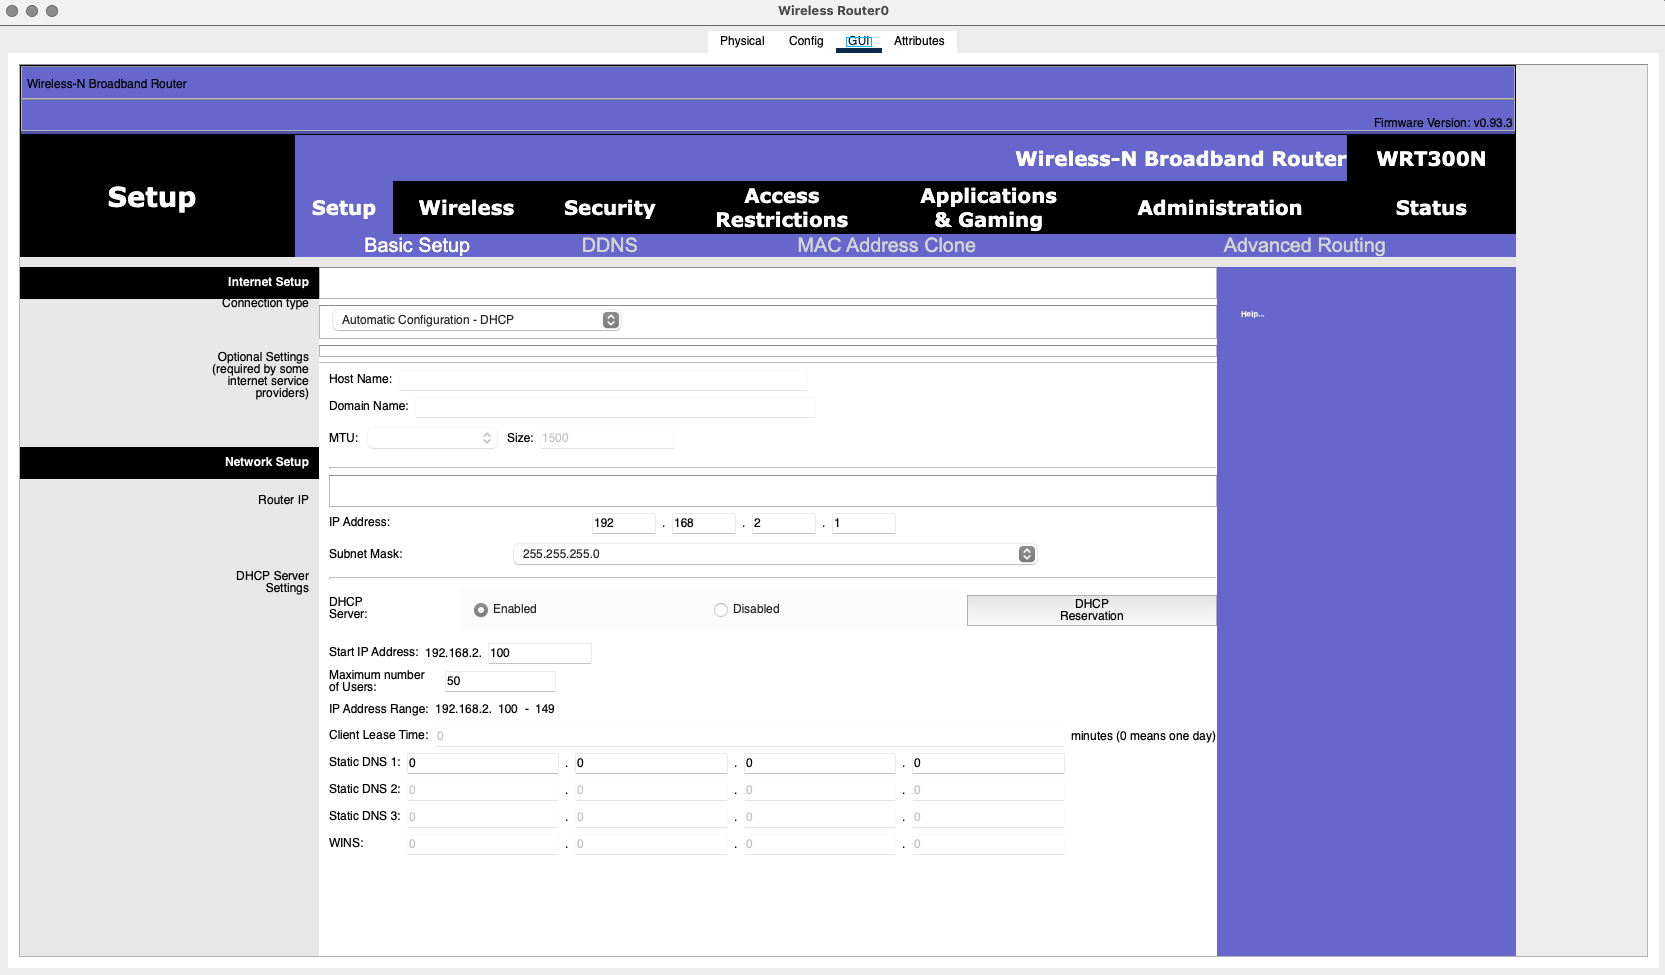 Wireless Router0
Physical Config GUI Attributes
Wireless-N Broadband Router
Firmware Version: v0.93.3
Wireless-N Broadband Router WRT300N
Setup
Setup Wireless Security Access Restrictions Applications & Gaming Administration Status
Basic Setup DDNS MAC Address Clone Advanced Routing
Internet Setup
Connection type
Automatic Configuration - DHCP
Help...
Optional Settings
(required by some
internet service
providers)
Host Name:
Domain Name:
MTU: Size: 1500
Network Setup
Router IP
IP Address: 192 . 168 . 2 . 1
Subnet Mask: 255.255.255.0
DHCP Server
Settings
DHCP
Server:
Enabled Disabled
DHCP
Reservation
Start IP Address: 192.168.2. 100
Maximum number
of Users:
50
IP Address Range: 192.168.2. 100 - 149
Client Lease Time: 0 minutes (0 means one day)
Static DNS 1: 0 . 0 . 0 . 0
Static DNS 2: 0 . 0 . 0 . 0
Static DNS 3: 0 . 0 . 0 . 0
WINS: 0 . 0 . 0 . 0